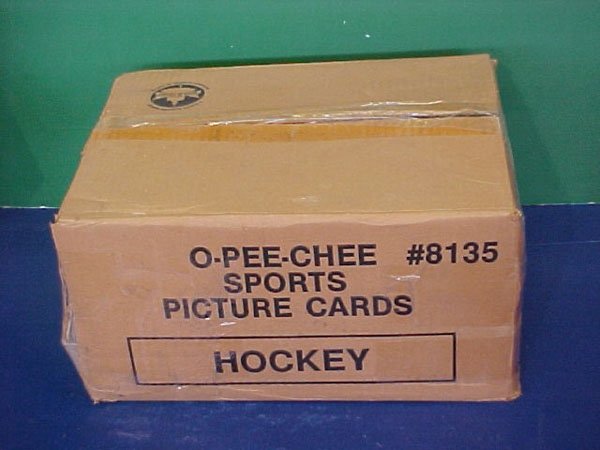 O-PEE-CHEE #8135
SPORTS
PICTURE CARDS
HOCKEY